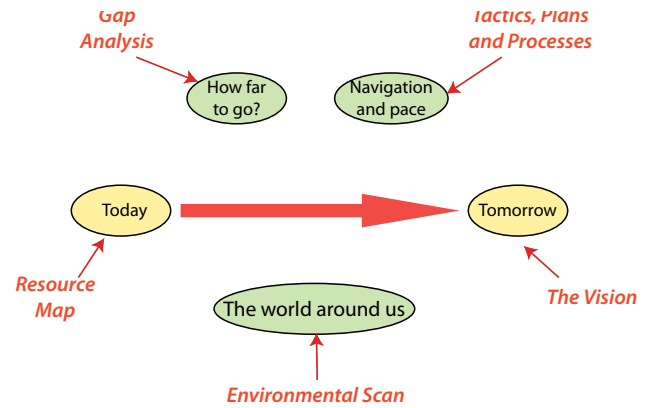 Gap
Analysis
Tactics, Plans
and Processes
How far
to go?
Navigation
and pace
Today
Tomorrow
Resource
Map
The Vision
The world around us
Environmental Scan